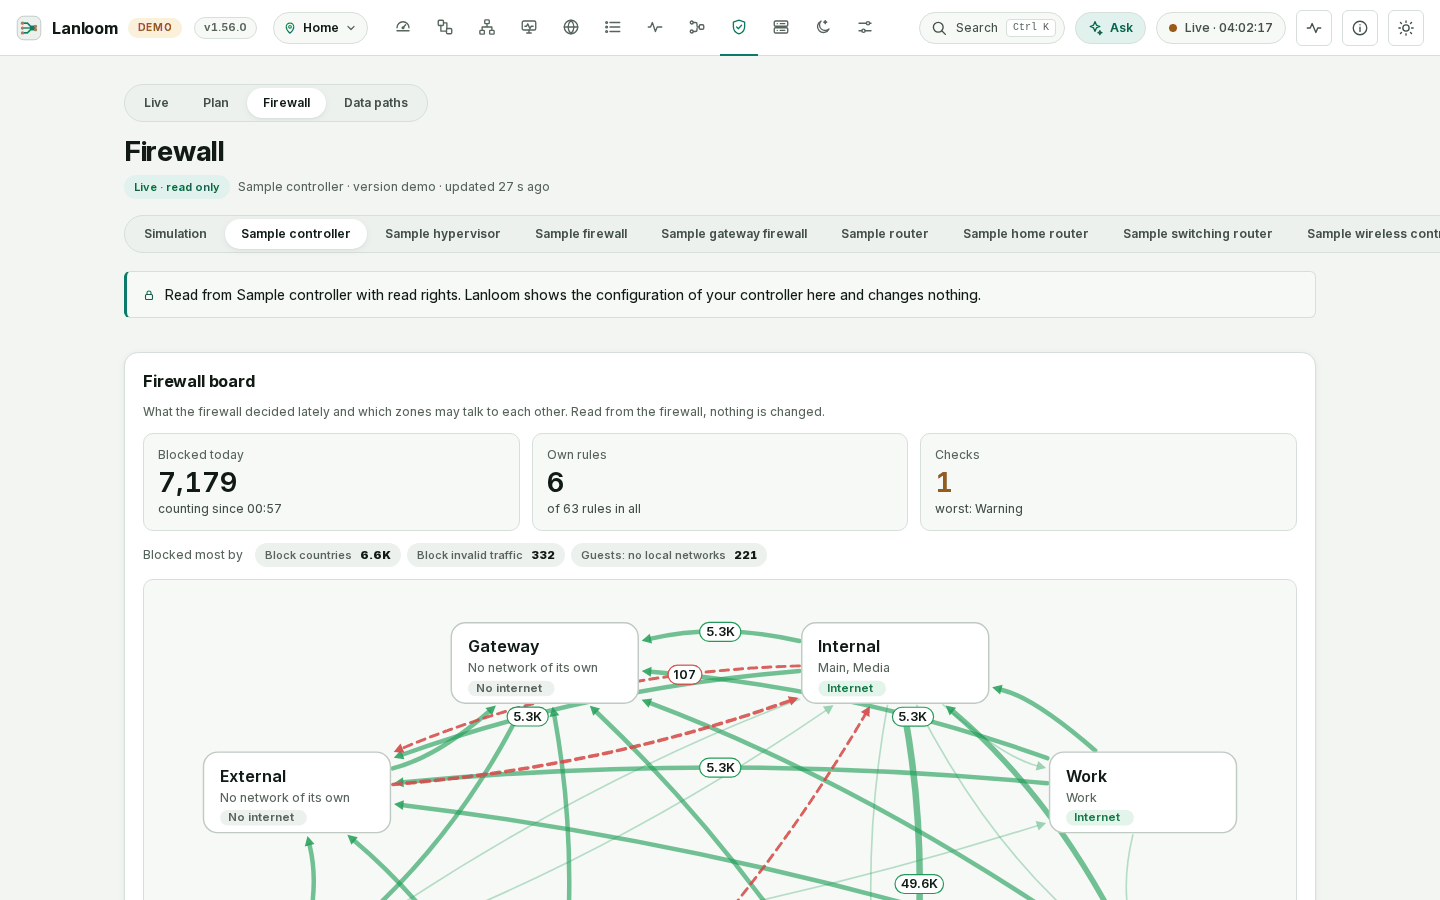 Lanloom DEMO v1.56.0 Home Search Ctrl K Ask Live · 04:02:17
Live Plan Firewall Data paths
Firewall
Live · read only Sample controller · version demo · updated 27 s ago
Simulation Sample controller Sample hypervisor Sample firewall Sample gateway firewall Sample router Sample home router Sample switching router Sample wireless contr
Read from Sample controller with read rights. Lanloom shows the configuration of your controller here and changes nothing.
Firewall board
What the firewall decided lately and which zones may talk to each other. Read from the firewall, nothing is changed.
Blocked today
7,179
counting since 00:57
Own rules
6
of 63 rules in all
Checks
1
worst: Warning
Blocked most by Block countries 6.6K Block invalid traffic 332 Guests: no local networks 221
Gateway
No network of its own
No internet
5.3K
107
Internal
Main, Media
Internet
5.3K
5.3K
External
No network of its own
No internet
5.3K
Work
Work
Internet
49.6K